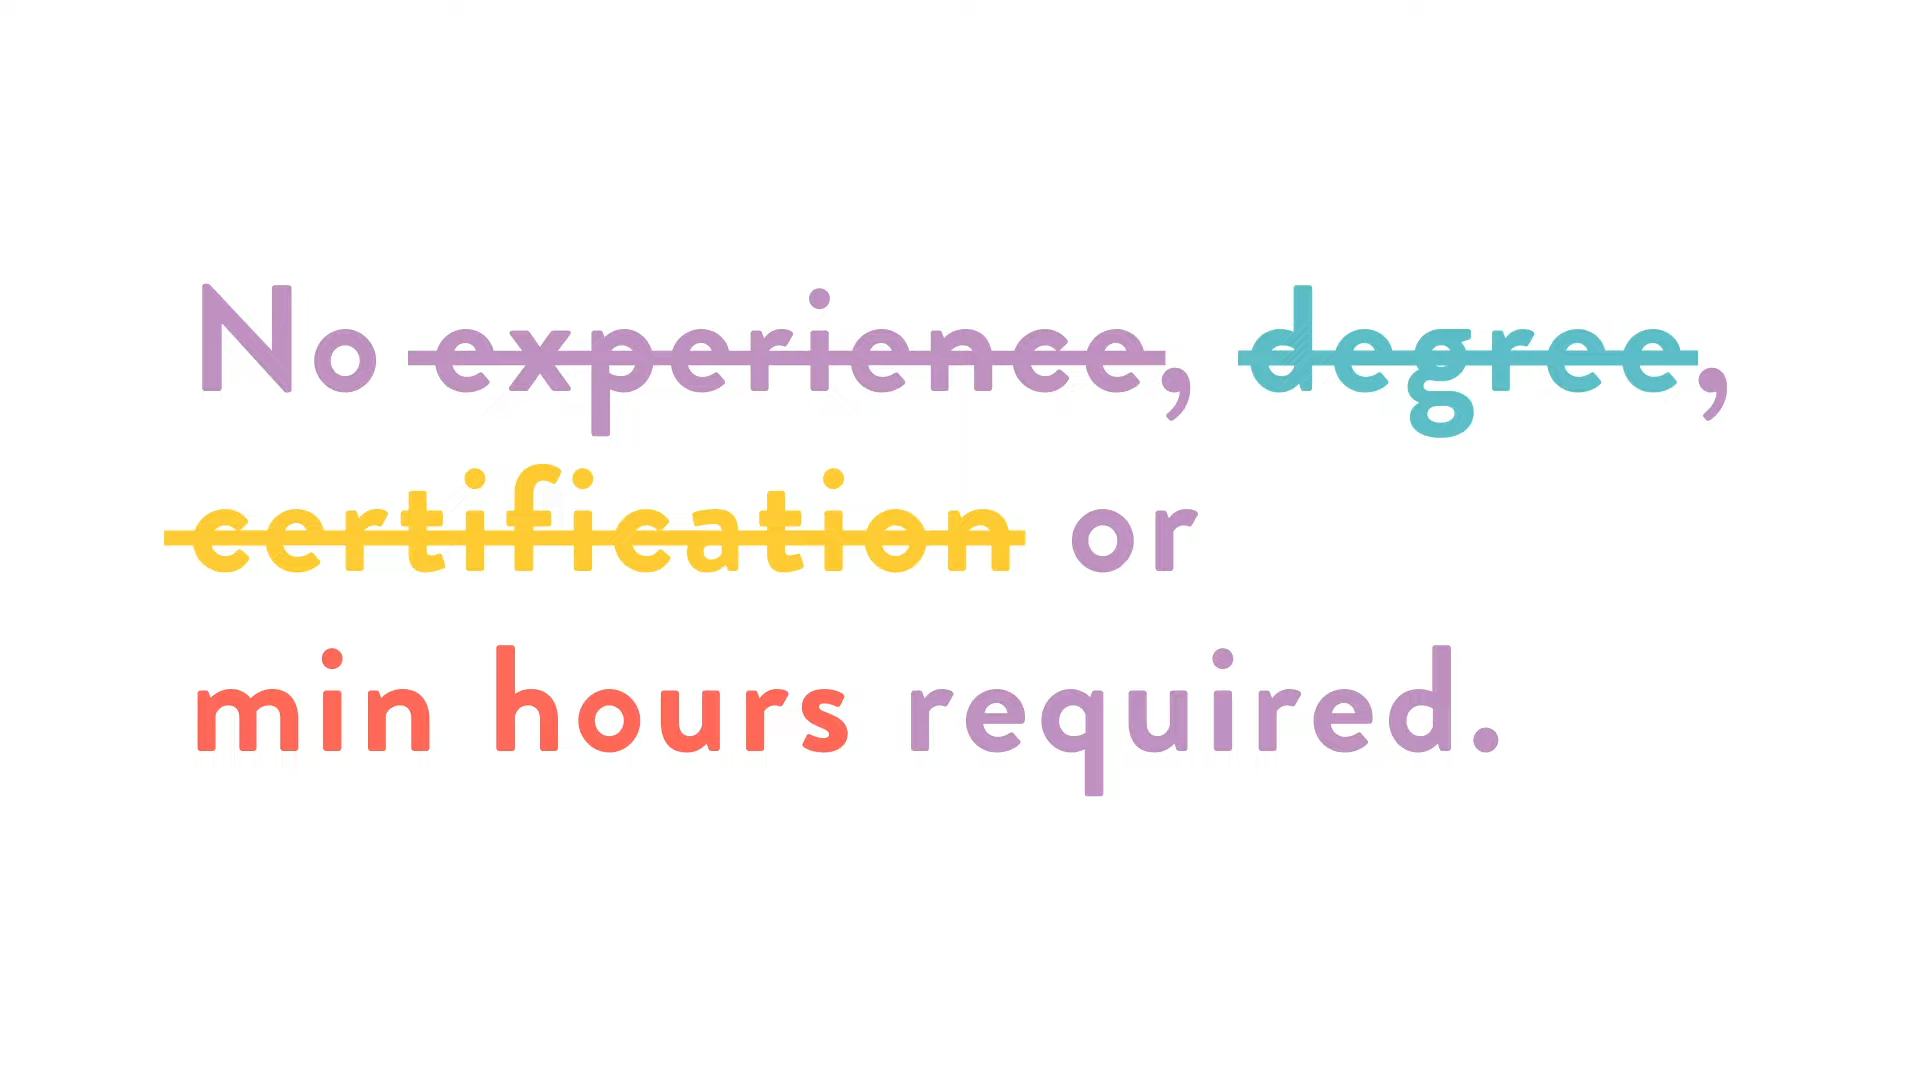 No experience, degree,
certification or
min hours required.